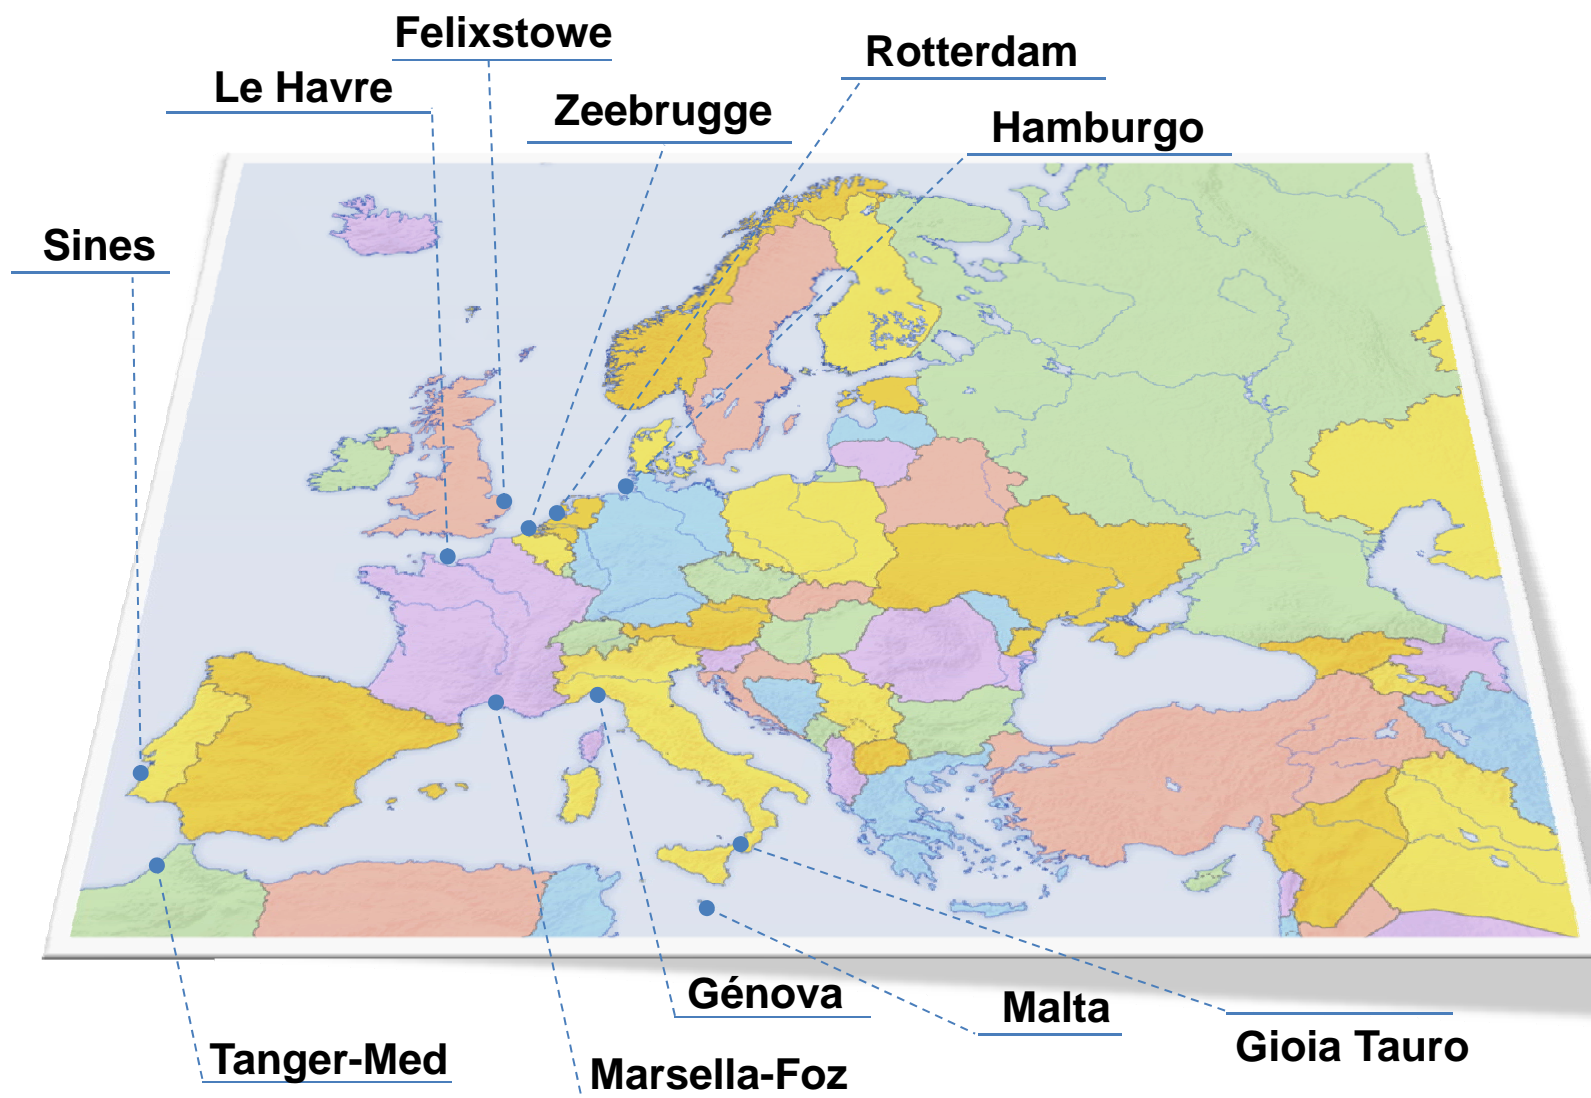 Felixstowe
Rotterdam
Le Havre
Zeebrugge
Hamburgo
Sines
Génova
Malta
Gioia Tauro
Tanger-Med
Marsella-Foz